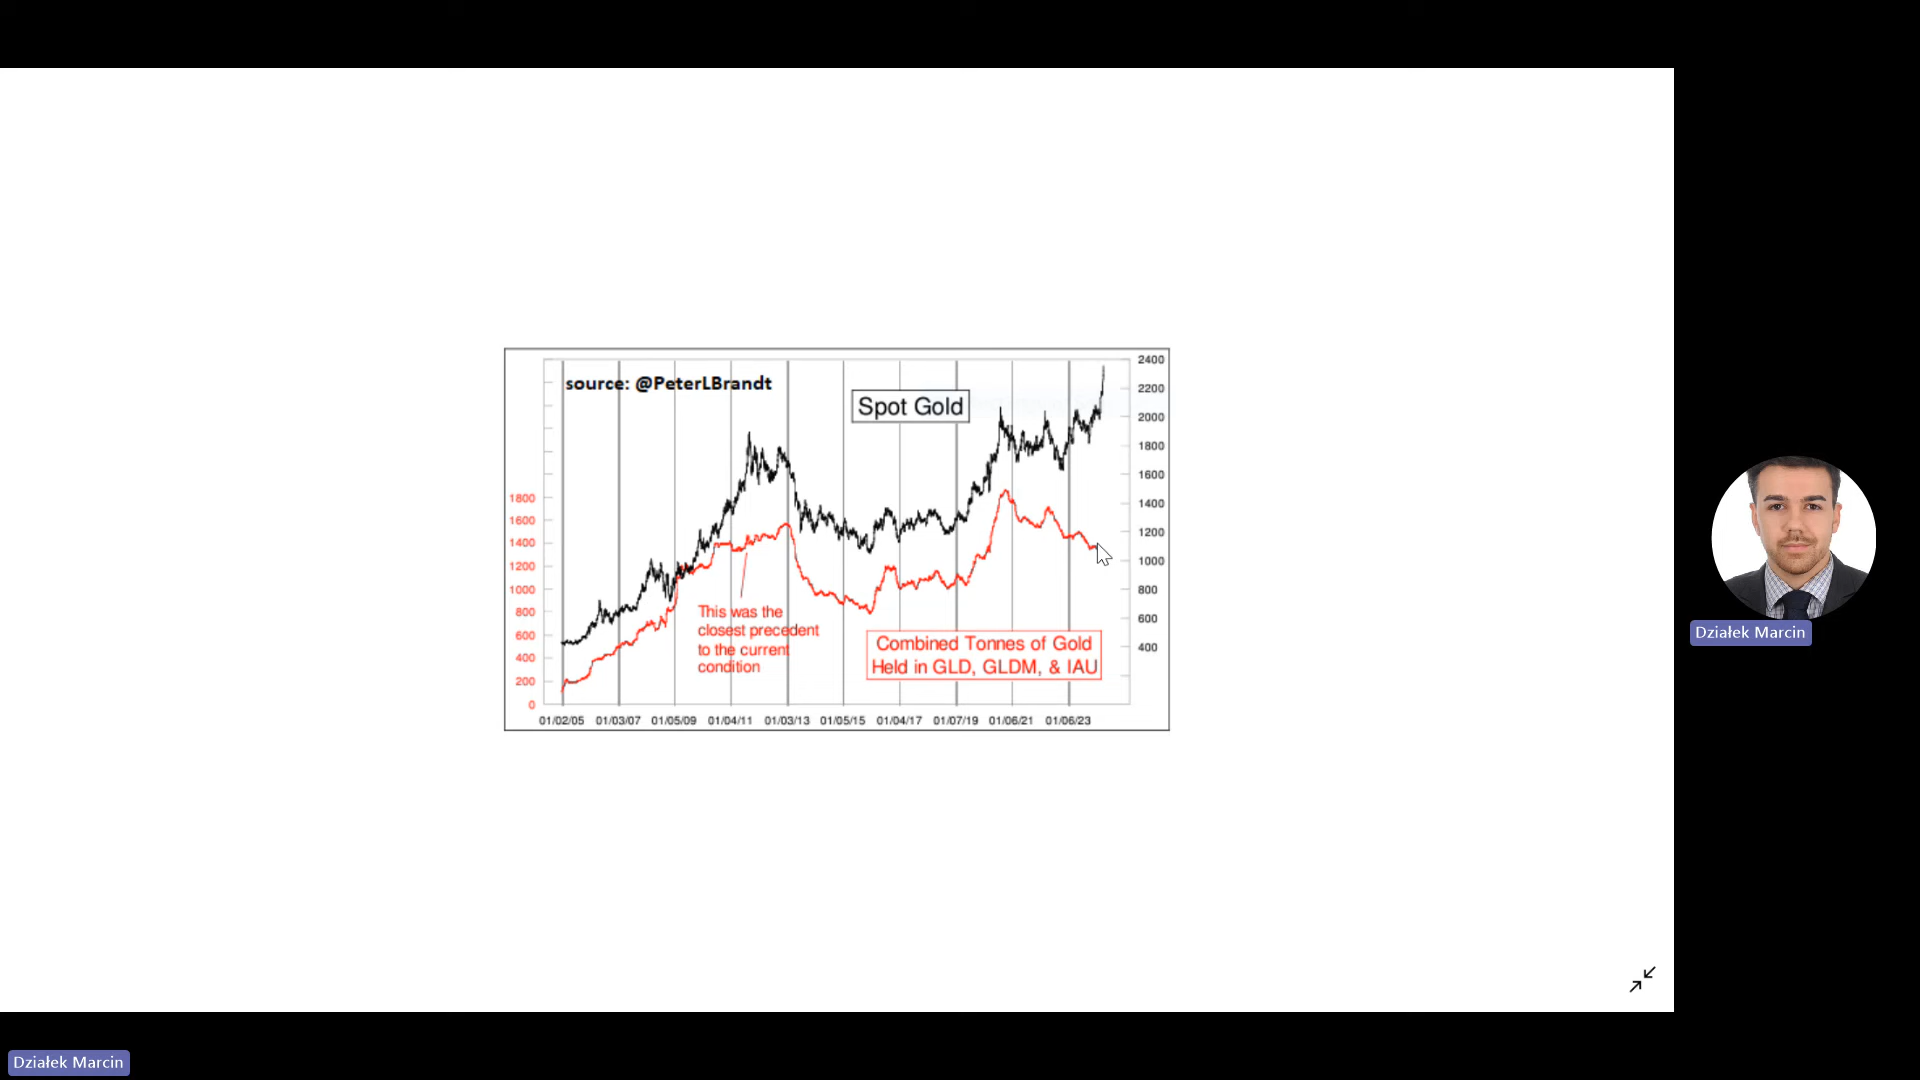 source: @PeterLBrandt
Spot Gold
2400
2200
2000
1800
1600
1400
1200
1000
800
600
400
1800
1600
1400
1200
1000
800
600
400
200
0
This was the
closest precedent
to the current
condition
Combined Tonnes of Gold
Held in GLD, GLDM, & IAU
01/02/05 01/03/07 01/05/09 01/04/11 01/03/13 01/05/15 01/04/17 01/07/19 01/06/21 01/06/23
Działek Marcin
Działek Marcin